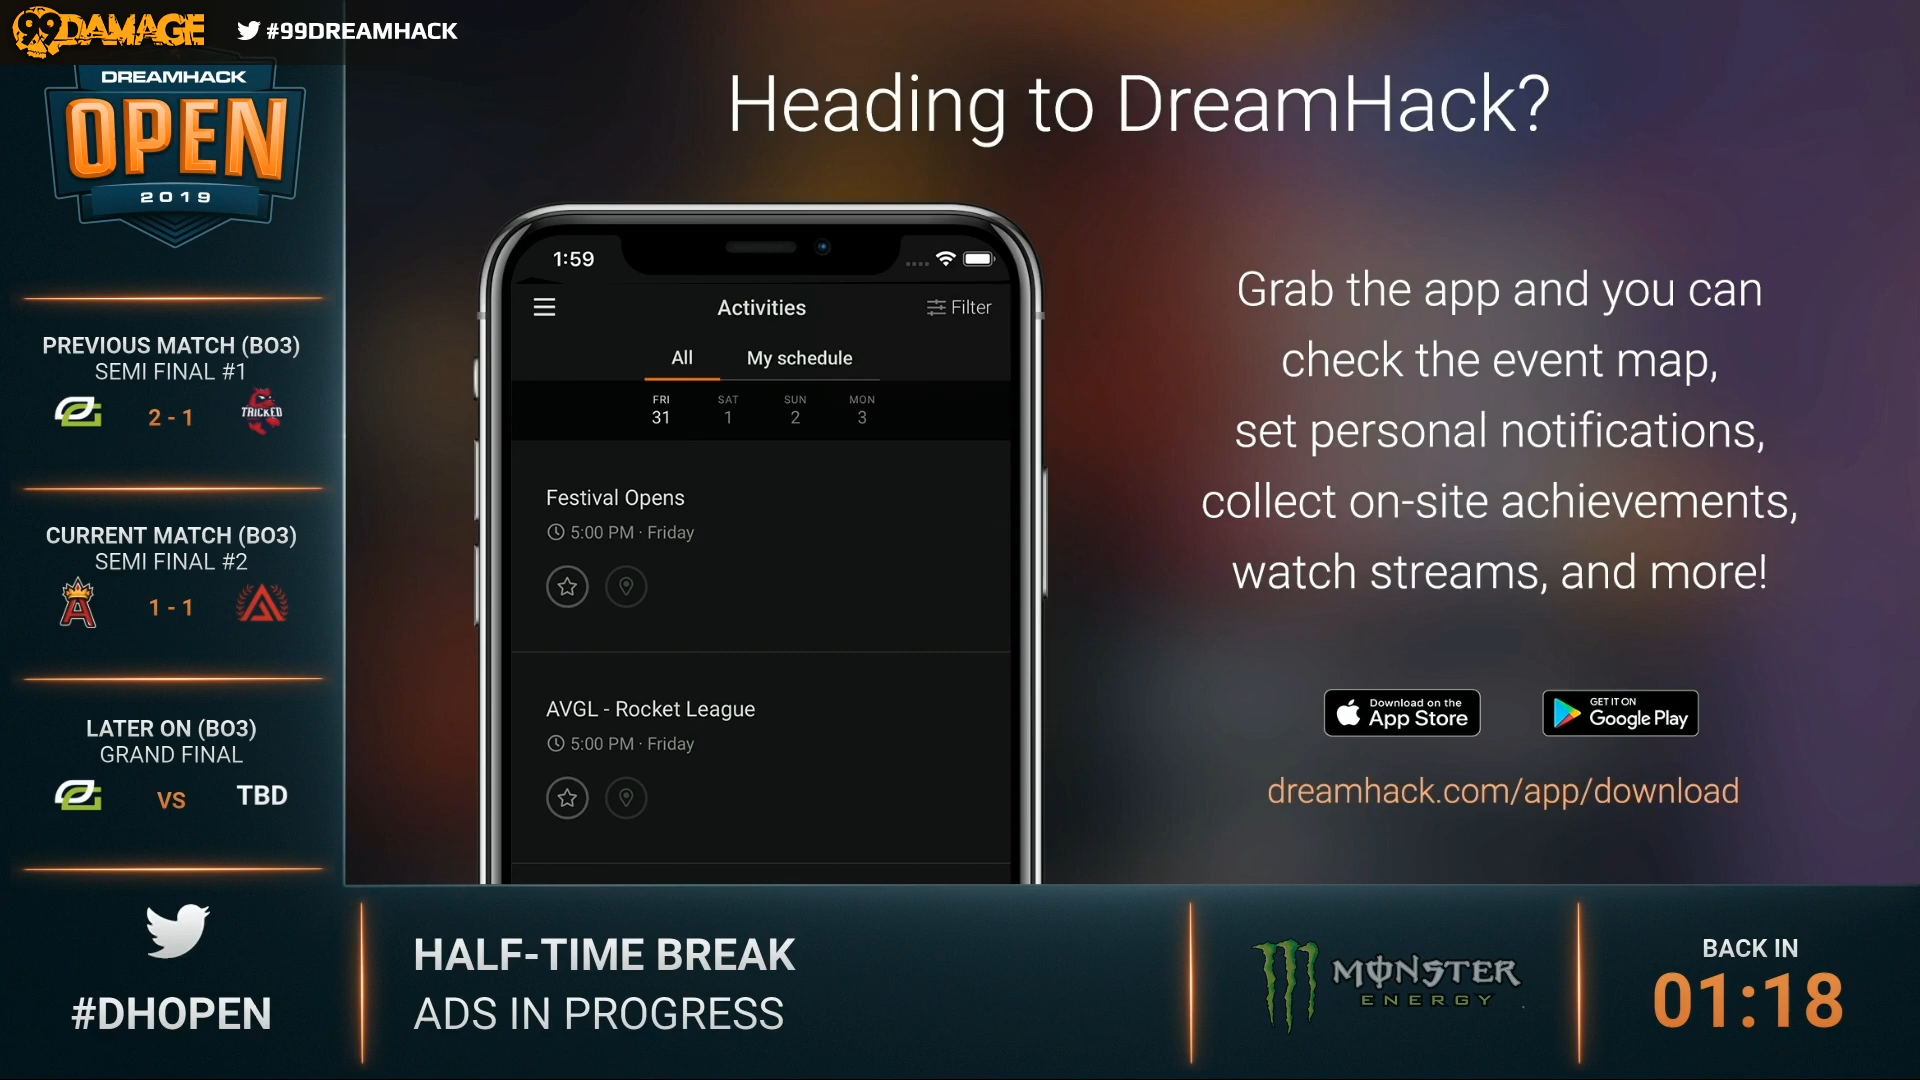 99DAMAGE
#99DREAMHACK
DREAMHACK
OPEN
2019
PREVIOUS MATCH (BO3)
SEMI FINAL #1
2 - 1
TRICKED
CURRENT MATCH (BO3)
SEMI FINAL #2
1 - 1
LATER ON (BO3)
GRAND FINAL
VS TBD
#DHOPEN
Heading to DreamHack?
1:59
Activities
Filter
All My schedule
FRI SAT SUN MON
31 1 2 3
Festival Opens
5:00 PM · Friday
AVGL - Rocket League
5:00 PM · Friday
Grab the app and you can
check the event map,
set personal notifications,
collect on-site achievements,
watch streams, and more!
Download on the
App Store
GET IT ON
Google Play
dreamhack.com/app/download
HALF-TIME BREAK
ADS IN PROGRESS
MONSTER
ENERGY
BACK IN
01:18